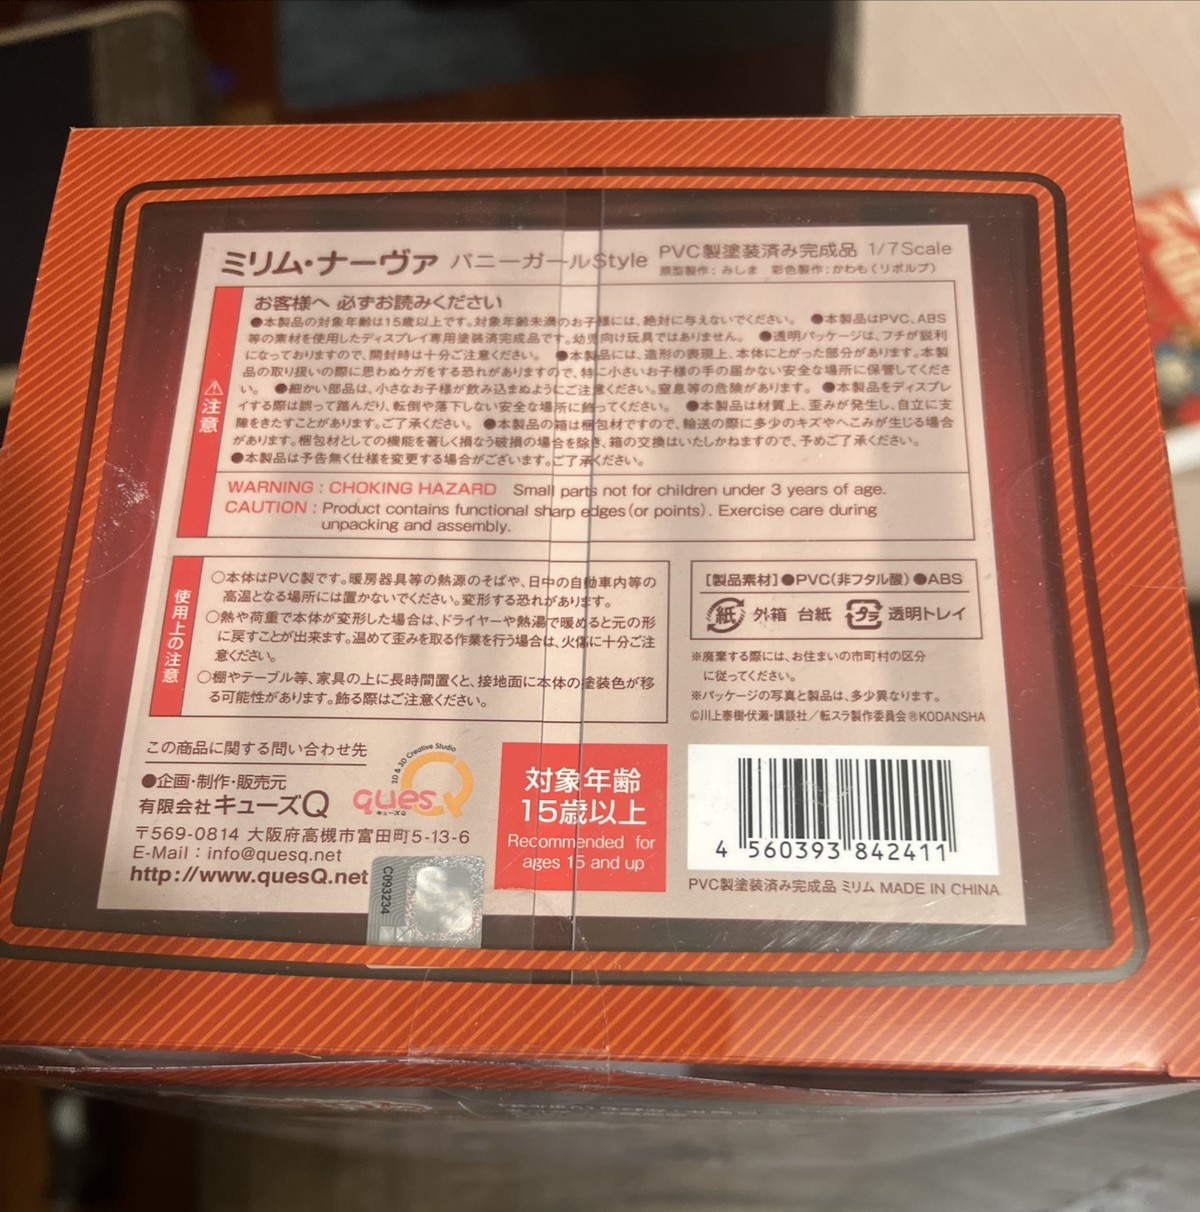 ミリム・ナーヴァ バニーガールStyle PVC製塗装済み完成品 1/7Scale
原型製作：みしま 彩色製作：かわも(リボルブ)
注意
お客様へ 必ずお読みください
●本製品の対象年齢は15歳以上です。対象年齢未満のお子様には、絶対に与えないでください。 ●本製品はPVC、ABS
等の素材を使用したディスプレイ専用塗装済完成品です。幼児向け玩具ではありません。 ●透明パッケージは、フチが鋭利
になっておりますので、開封時は十分ご注意ください。 ●本製品には、造形の表現上、本体にとがった部分があります。本製
品の取り扱いの際に思わぬケガをする恐れがありますので、特に小さいお子様の手の届かない安全な場所に保管してくださ
い。 ●細かい部品は、小さなお子様が飲み込まぬようにご注意ください。窒息等の危険があります。 ●本製品をディスプレ
イする際は誤って踏んだり、転倒や落下しない安全な場所に飾ってください。 ●本製品は材質上、歪みが発生し、自立に支
障をきたすことがあります。ご了承ください。 ●本製品の箱は梱包材ですので、輸送の際に多少のキズやへこみが生じる場合
があります。梱包材としての機能を著しく損なう破損の場合を除き、箱の交換はいたしかねますので、予めご了承ください。
●本製品は予告無く仕様を変更する場合がございます。ご了承ください。
WARNING : CHOKING HAZARD Small parts not for children under 3 years of age.
CAUTION : Product contains functional sharp edges(or points). Exercise care during
unpacking and assembly.
使用上の注意
○本体はPVC製です。暖房器具等の熱源のそばや、日中の自動車内等の
高温となる場所には置かないでください。変形する恐れがあります。
○熱や荷重で本体が変形した場合は、ドライヤーや熱湯で暖めると元の形
に戻すことが出来ます。温めて歪みを取る作業を行う場合は、火傷に十分ご注
意ください。
○棚やテーブル等、家具の上に長時間置くと、接地面に本体の塗装色が移
る可能性があります。飾る際はご注意ください。
【製品素材】●PVC(非フタル酸) ●ABS
紙 外箱 台紙 プラ 透明トレイ
※廃棄する際には、お住まいの市町村の区分
に従ってください。
※パッケージの写真と製品は、多少異なります。
©川上泰樹・伏瀬・講談社／転スラ製作委員会 ®KODANSHA
この商品に関する問い合わせ先
●企画・制作・販売元
有限会社キューズQ
〒569-0814 大阪府高槻市富田町5-13-6
E-Mail：info@quesq.net
http://www.quesQ.net
2D & 3D Creative Studio
quesQ
キューズQ
C093234
対象年齢
15歳以上
Recommended for
ages 15 and up
4 560393 842411
PVC製塗装済み完成品 ミリム MADE IN CHINA